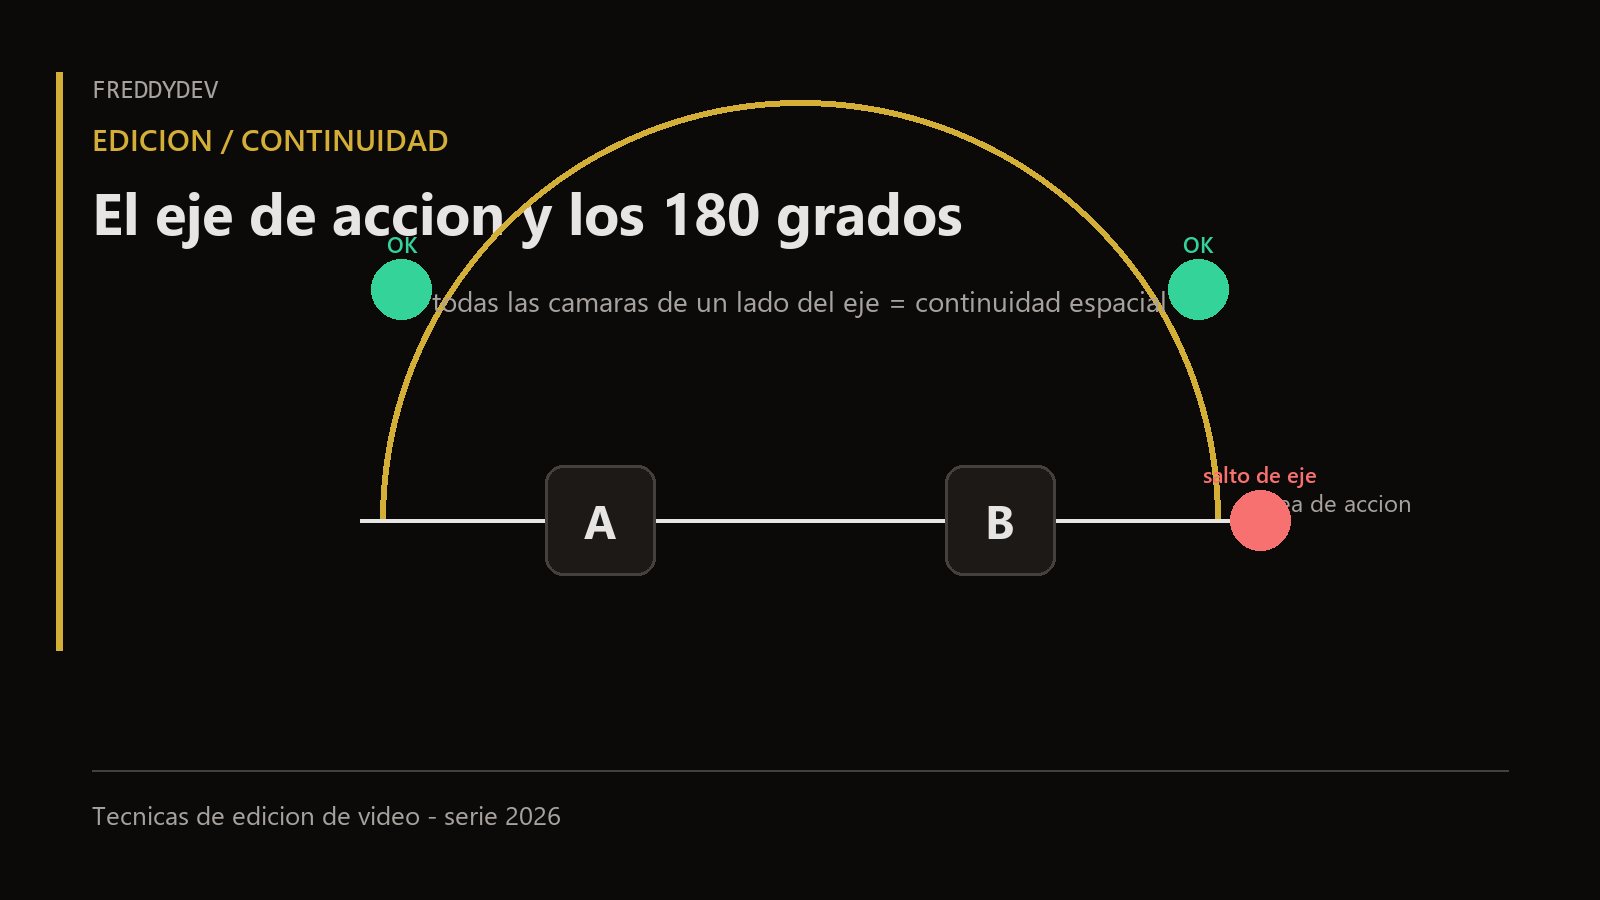 FREDDYDEV
EDICION / CONTINUIDAD
El eje de accion y los 180 grados
OK
OK
todas las camaras de un lado del eje = continuidad espacial
salto de eje
de accion
A
B
Tecnicas de edicion de video - serie 2026